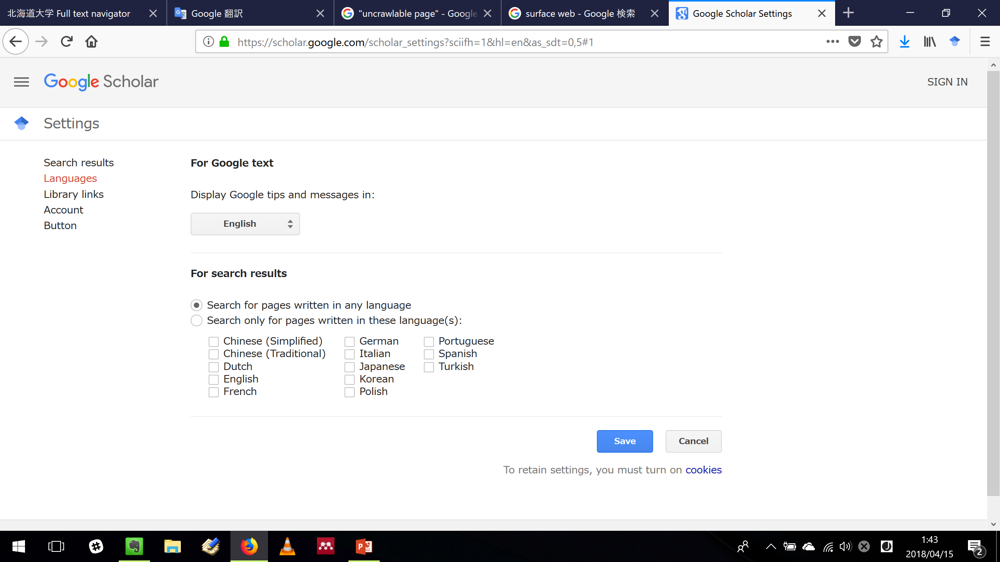 北海道大学 Full text navigator
Google 翻訳
"uncrawlable page" - Google
surface web - Google 検索
Google Scholar Settings
https://scholar.google.com/scholar_settings?sciifh=1&hl=en&as_sdt=0,5#1
Google Scholar
SIGN IN
Settings
Search results
Languages
Library links
Account
Button
For Google text
Display Google tips and messages in:
English
For search results
Search for pages written in any language
Search only for pages written in these language(s):
Chinese (Simplified)
Chinese (Traditional)
Dutch
English
French
German
Italian
Japanese
Korean
Polish
Portuguese
Spanish
Turkish
Save
Cancel
To retain settings, you must turn on cookies
1:43
2018/04/15
2